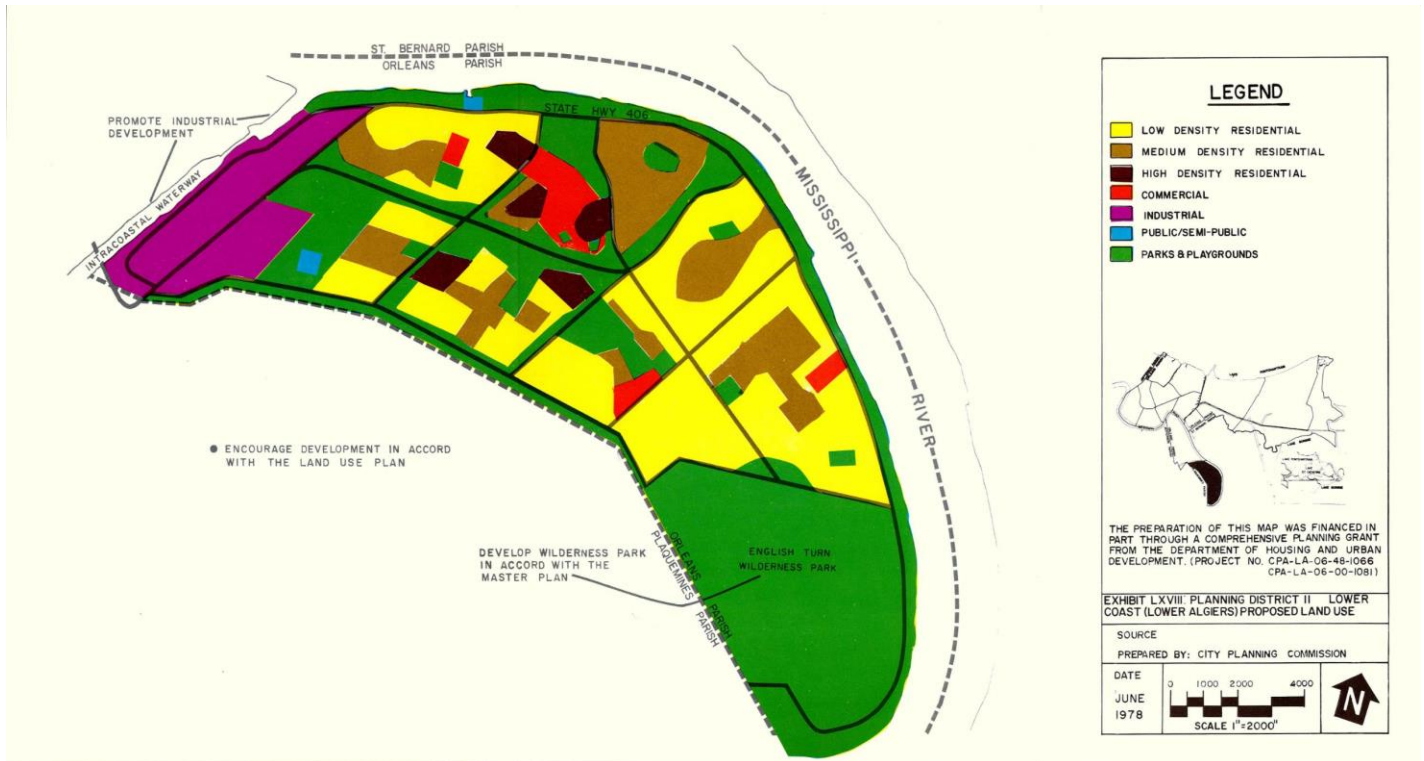 ST. BERNARD PARISH
ORLEANS PARISH
PROMOTE INDUSTRIAL
DEVELOPMENT
STATE HWY 406
INTRACOASTAL WATERWAY
MISSISSIPPI
RIVER
● ENCOURAGE DEVELOPMENT IN ACCORD
WITH THE LAND USE PLAN
DEVELOP WILDERNESS PARK
IN ACCORD WITH THE
MASTER PLAN
ORLEANS PARISH
PLAQUEMINES PARISH
ENGLISH TURN
WILDERNESS PARK
LEGEND
LOW DENSITY RESIDENTIAL
MEDIUM DENSITY RESIDENTIAL
HIGH DENSITY RESIDENTIAL
COMMERCIAL
INDUSTRIAL
PUBLIC/SEMI-PUBLIC
PARKS & PLAYGROUNDS
THE PREPARATION OF THIS MAP WAS FINANCED IN
PART THROUGH A COMPREHENSIVE PLANNING GRANT
FROM THE DEPARTMENT OF HOUSING AND URBAN
DEVELOPMENT. (PROJECT NO. CPA-LA-06-48-1066
CPA-LA-06-00-1081)
EXHIBIT LXVIII: PLANNING DISTRICT II LOWER
COAST (LOWER ALGIERS) PROPOSED LAND USE
SOURCE
PREPARED BY: CITY PLANNING COMMISSION
DATE
JUNE
1978
0 1000 2000 4000
SCALE 1"=2000"
N